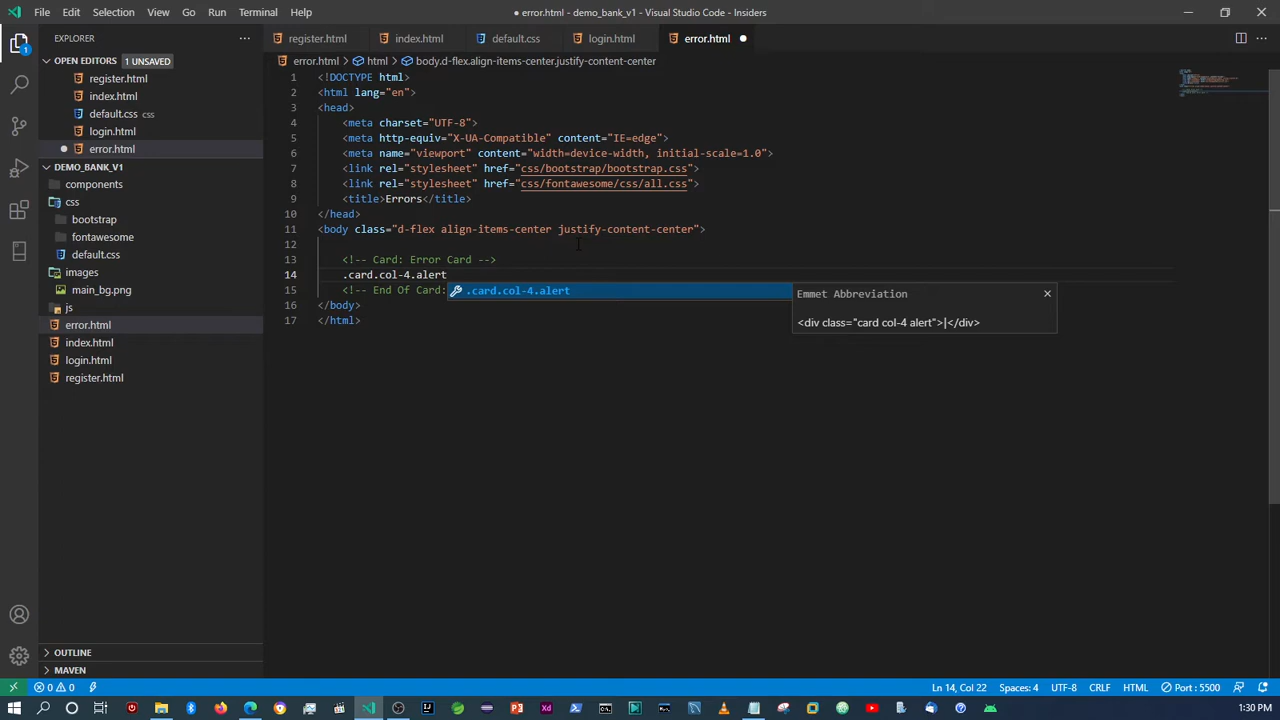 File Edit Selection View Go Run Terminal Help
● error.html - demo_bank_v1 - Visual Studio Code - Insiders
EXPLORER
register.html
index.html
default.css
login.html
error.html
OPEN EDITORS
1 UNSAVED
error.html > html > body.d-flex.align-items-center.justify-content-center
register.html
index.html
default.css css
login.html
error.html
DEMO_BANK_V1
components
css
bootstrap
fontawesome
default.css
images
main_bg.png
js
error.html
index.html
login.html
register.html
OUTLINE
MAVEN
1
1 <!DOCTYPE html>
2 <html lang="en">
3 <head>
4 <meta charset="UTF-8">
5 <meta http-equiv="X-UA-Compatible" content="IE=edge">
6 <meta name="viewport" content="width=device-width, initial-scale=1.0">
7 <link rel="stylesheet" href="css/bootstrap/bootstrap.css">
8 <link rel="stylesheet" href="css/fontawesome/css/all.css">
9 <title>Errors</title>
10 </head>
11 <body class="d-flex align-items-center justify-content-center">
12
13 <!-- Card: Error Card -->
14 .card.col-4.alert
15 <!-- End Of Card:
16 </body>
17 </html>
.card.col-4.alert
Emmet Abbreviation
<div class="card col-4 alert">|</div>
0 0
Ln 14, Col 22 Spaces: 4 UTF-8 CRLF HTML Port : 5500
1:30 PM